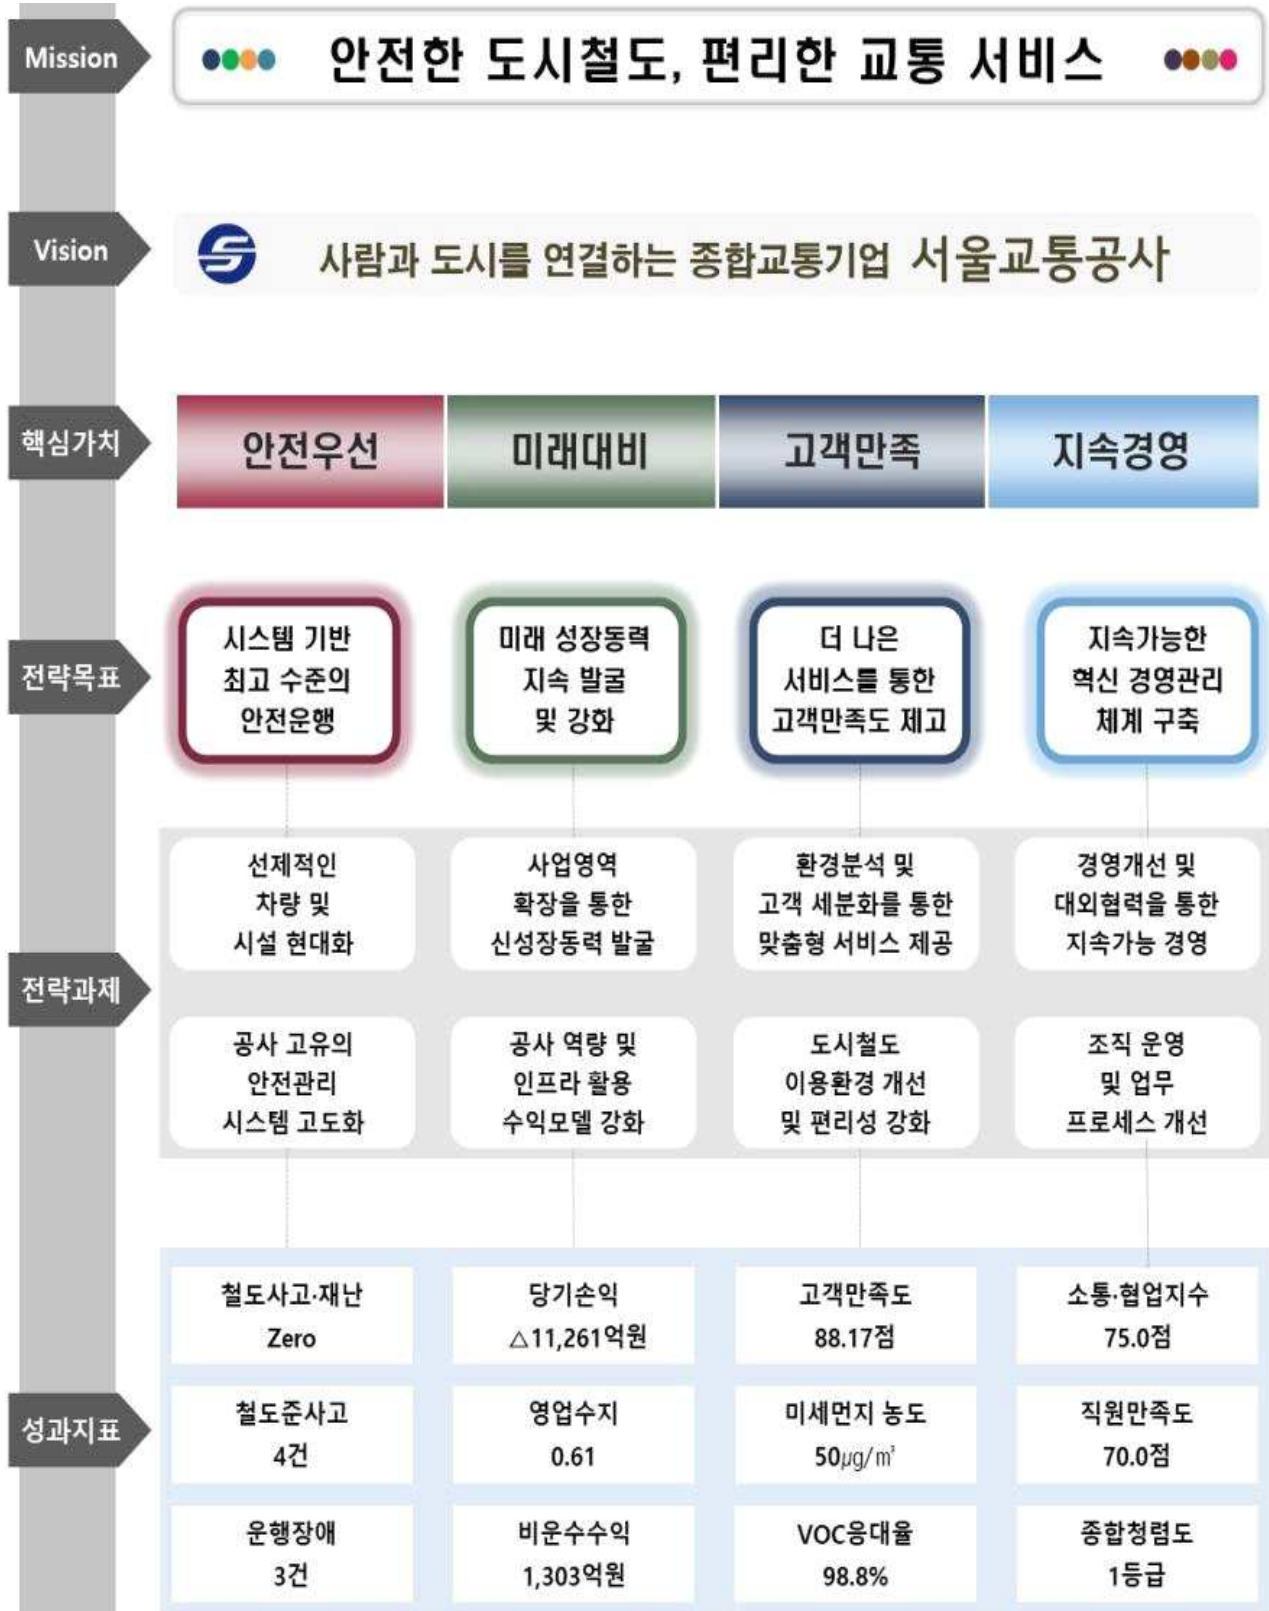 Mission
안전한 도시철도, 편리한 교통 서비스
Vision
사람과 도시를 연결하는 종합교통기업 서울교통공사
핵심가치
안전우선
미래대비
고객만족
지속경영
전략목표
시스템 기반
최고 수준의
안전운행
미래 성장동력
지속 발굴
및 강화
더 나은
서비스를 통한
고객만족도 제고
지속가능한
혁신 경영관리
체계 구축
전략과제
선제적인
차량 및
시설 현대화
사업영역
확장을 통한
신성장동력 발굴
환경분석 및
고객 세분화를 통한
맞춤형 서비스 제공
경영개선 및
대외협력을 통한
지속가능 경영
공사 고유의
안전관리
시스템 고도화
공사 역량 및
인프라 활용
수익모델 강화
도시철도
이용환경 개선
및 편리성 강화
조직 운영
및 업무
프로세스 개선
성과지표
철도사고·재난
Zero
당기손익
△11,261억원
고객만족도
88.17점
소통·협업지수
75.0점
철도준사고
4건
영업수지
0.61
미세먼지 농도
50㎍/㎥
직원만족도
70.0점
운행장애
3건
비운수수익
1,303억원
VOC응대율
98.8%
종합청렴도
1등급